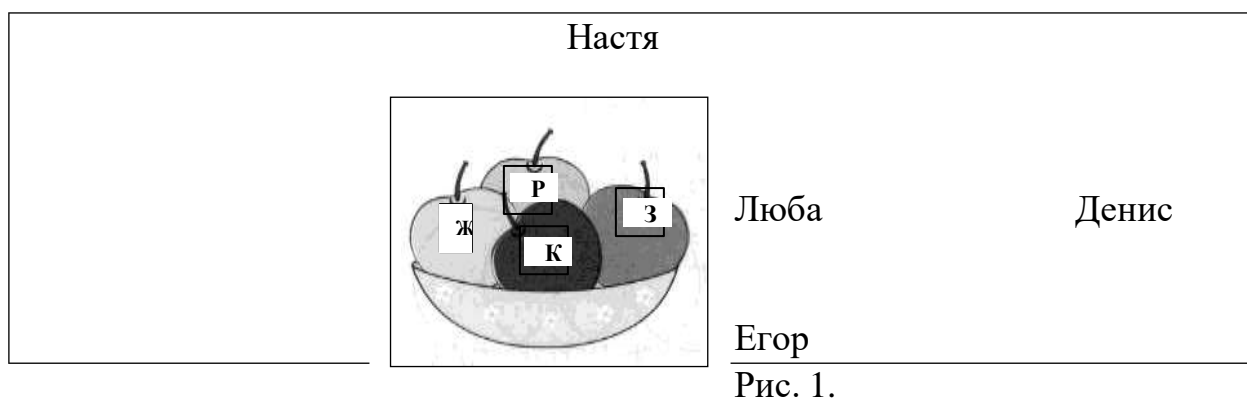 Настя
Р
Ж
З
К
Люба Денис
Егор
Рис. 1.